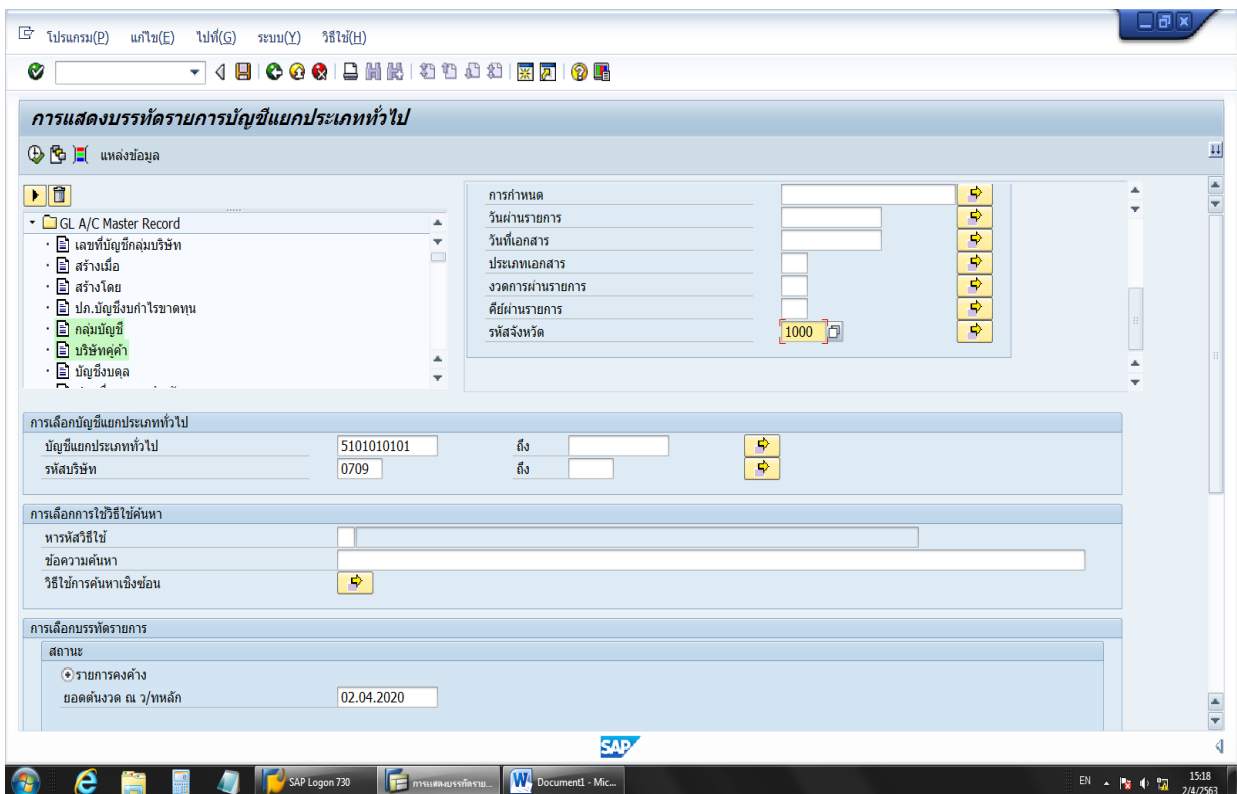 โปรแกรม(P) แก้ไข(E) ไปที่(G) ระบบ(Y) วิธีใช้(H)
การแสดงบรรทัดรายการบัญชีแยกประเภททั่วไป
แหล่งข้อมูล
GL A/C Master Record
เลขที่บัญชีกลุ่มบริษัท
สร้างเมื่อ
สร้างโดย
ปภ.บัญชีงบกำไรขาดทุน
กลุ่มบัญชี
บริษัทคู่ค้า
บัญชีงบดุล
การกำหนด
วันผ่านรายการ
วันที่เอกสาร
ประเภทเอกสาร
งวดการผ่านรายการ
คีย์ผ่านรายการ
รหัสจังหวัด 1000
การเลือกบัญชีแยกประเภททั่วไป
บัญชีแยกประเภททั่วไป 5101010101 ถึง
รหัสบริษัท 0709 ถึง
การเลือกการใช้วิธีใช้ค้นหา
หารหัสวิธีใช้
ข้อความค้นหา
วิธีใช้การค้นหาเชิงซ้อน
การเลือกบรรทัดรายการ
สถานะ
รายการคงค้าง
ยอดต้นงวด ณ ว/ทหลัก 02.04.2020
SAP
SAP Logon 730 การแสดงบรรทัดราย... Document1 - Mic... EN 15:18
2/4/2563